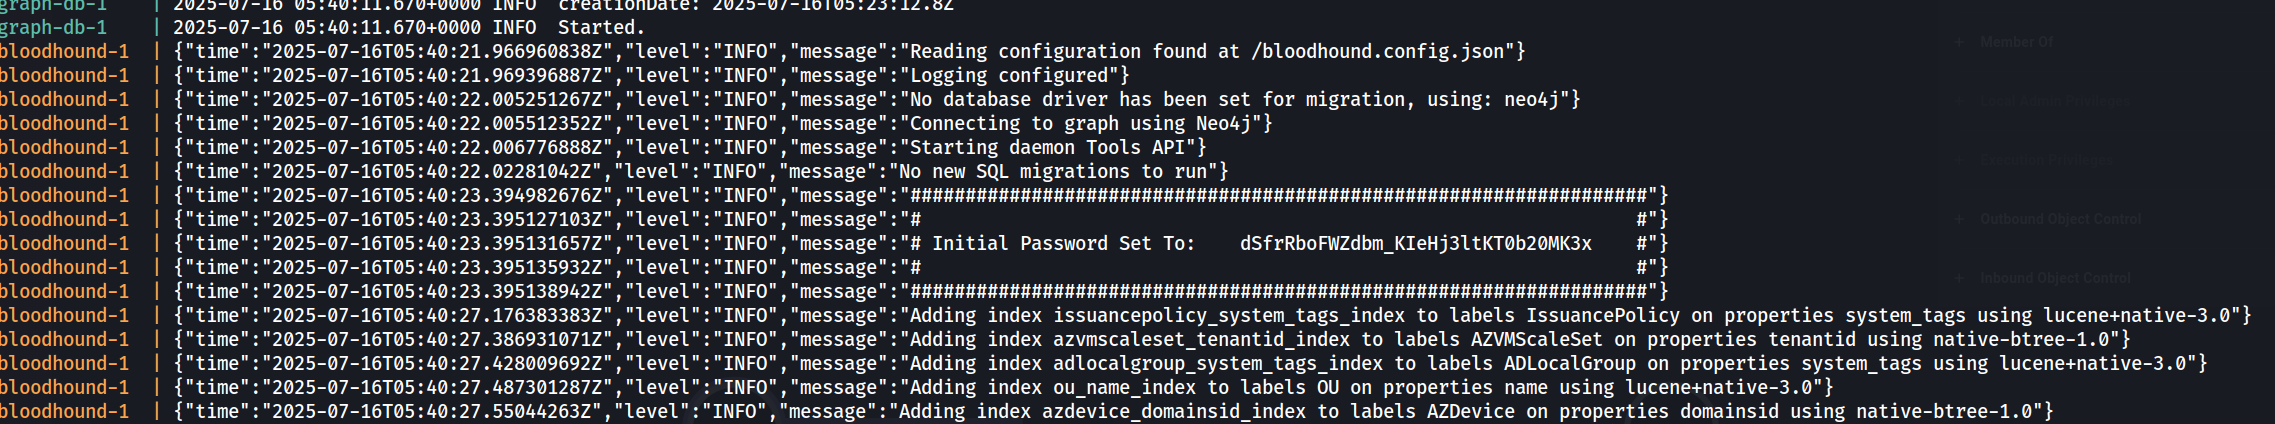 graph-db-1 | 2025-07-16 05:40:11.670+0000 INFO creationDate: 2025-07-16T05:23:12.8Z
graph-db-1 | 2025-07-16 05:40:11.670+0000 INFO Started.
bloodhound-1 | {"time":"2025-07-16T05:40:21.966960838Z","level":"INFO","message":"Reading configuration found at /bloodhound.config.json"}
bloodhound-1 | {"time":"2025-07-16T05:40:21.969396887Z","level":"INFO","message":"Logging configured"}
bloodhound-1 | {"time":"2025-07-16T05:40:22.005251267Z","level":"INFO","message":"No database driver has been set for migration, using: neo4j"}
bloodhound-1 | {"time":"2025-07-16T05:40:22.005512352Z","level":"INFO","message":"Connecting to graph using Neo4j"}
bloodhound-1 | {"time":"2025-07-16T05:40:22.006776888Z","level":"INFO","message":"Starting daemon Tools API"}
bloodhound-1 | {"time":"2025-07-16T05:40:22.02281042Z","level":"INFO","message":"No new SQL migrations to run"}
bloodhound-1 | {"time":"2025-07-16T05:40:23.394982676Z","level":"INFO","message":"###################################################################"}
bloodhound-1 | {"time":"2025-07-16T05:40:23.395127103Z","level":"INFO","message":"#                                                                 #"}
bloodhound-1 | {"time":"2025-07-16T05:40:23.395131657Z","level":"INFO","message":"# Initial Password Set To:    dSfrRboFWZdbm_KIeHj3ltKT0b20MK3x    #"}
bloodhound-1 | {"time":"2025-07-16T05:40:23.395135932Z","level":"INFO","message":"#                                                                 #"}
bloodhound-1 | {"time":"2025-07-16T05:40:23.395138942Z","level":"INFO","message":"###################################################################"}
bloodhound-1 | {"time":"2025-07-16T05:40:27.176383383Z","level":"INFO","message":"Adding index issuancepolicy_system_tags_index to labels IssuancePolicy on properties system_tags using lucene+native-3.0"}
bloodhound-1 | {"time":"2025-07-16T05:40:27.386931071Z","level":"INFO","message":"Adding index azvmscaleset_tenantid_index to labels AZVMScaleSet on properties tenantid using native-btree-1.0"}
bloodhound-1 | {"time":"2025-07-16T05:40:27.428009692Z","level":"INFO","message":"Adding index adlocalgroup_system_tags_index to labels ADLocalGroup on properties system_tags using lucene+native-3.0"}
bloodhound-1 | {"time":"2025-07-16T05:40:27.487301287Z","level":"INFO","message":"Adding index ou_name_index to labels OU on properties name using lucene+native-3.0"}
bloodhound-1 | {"time":"2025-07-16T05:40:27.55044263Z","level":"INFO","message":"Adding index azdevice_domainsid_index to labels AZDevice on properties domainsid using native-btree-1.0"}
+ Member Of
+ Local Admin Privileges
+ Execution Privileges
+ Outbound Object Control
+ Inbound Object Control